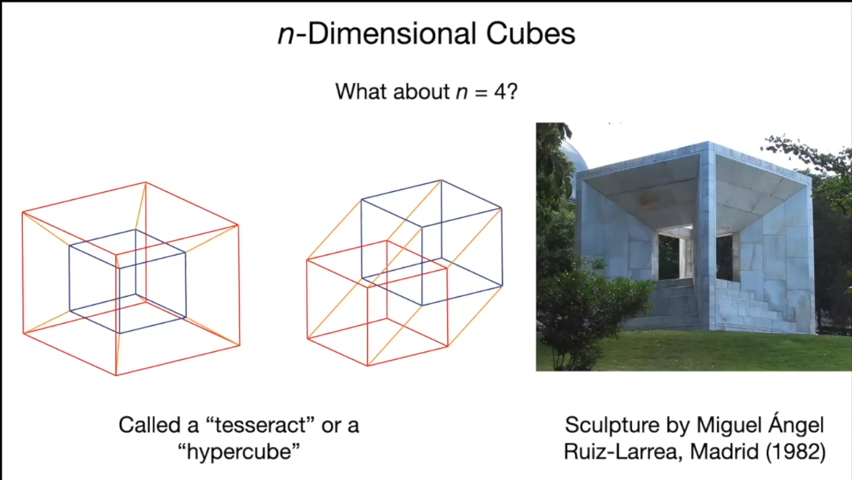 n-Dimensional Cubes
What about n = 4?
Called a “tesseract” or a
“hypercube”
Sculpture by Miguel Ángel
Ruiz-Larrea, Madrid (1982)